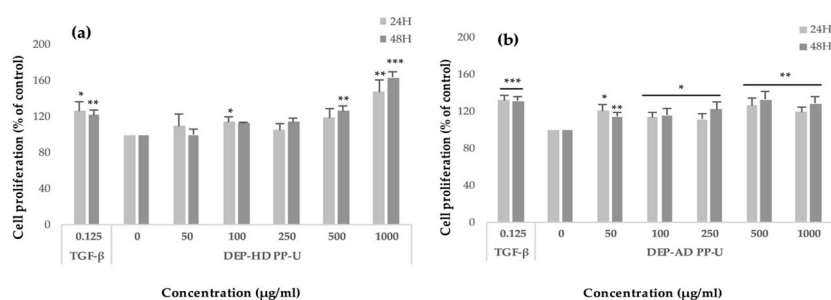 (a)
24H
48H
Cell proliferation (% of control)
200
160
120
80
40
0
*
**
*
**
**
***
0.125
0
50
100
250
500
1000
TGF-β
DEP-HD PP-U
Concentration (µg/ml)
(b)
24H
48H
Cell proliferation (% of control)
200
160
120
80
40
0
***
*
**
*
**
0.125
0
50
100
250
500
1000
TGF-β
DEP-AD PP-U
Concentration (µg/ml)